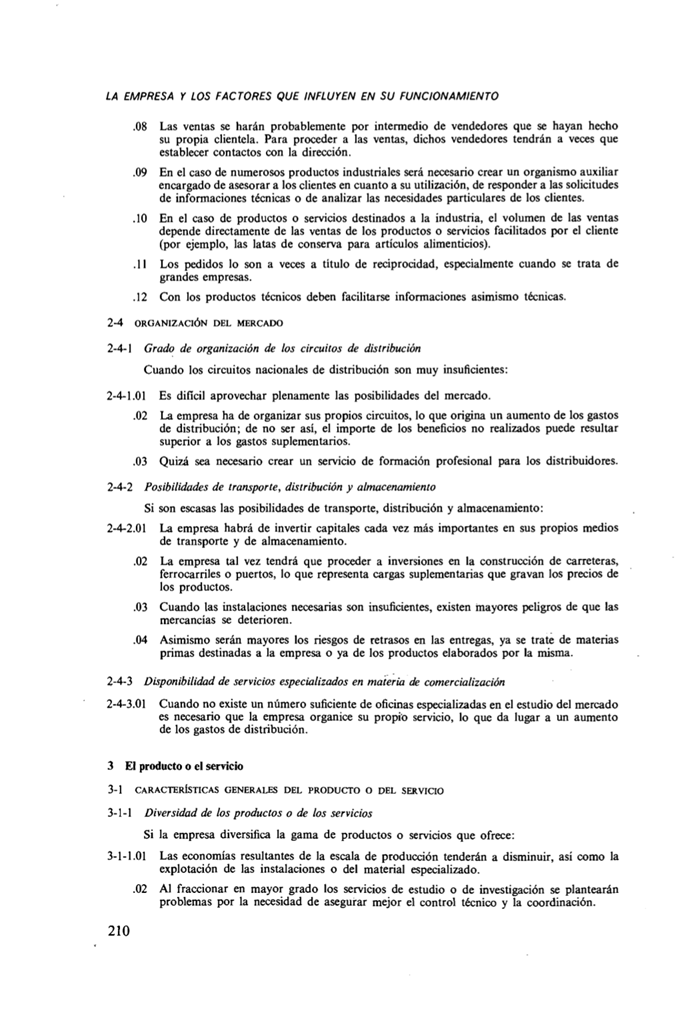 LA EMPRESA Y LOS FACTORES QUE INFLUYEN EN SU FUNCIONAMIENTO
.08 Las ventas se harán probablemente por intermedio de vendedores que se hayan hecho
su propia clientela. Para proceder a las ventas, dichos vendedores tendrán a veces que
establecer contactos con la dirección.
.09 En el caso de numerosos productos industriales será necesario crear un organismo auxiliar
encargado de asesorar a los clientes en cuanto a su utilización, de responder a las solicitudes
de informaciones técnicas o de analizar las necesidades particulares de los clientes.
.10 En el caso de productos o servicios destinados a la industria, el volumen de las ventas
depende directamente de las ventas de los productos o servicios facilitados por el cliente
(por ejemplo, las latas de conserva para artículos alimenticios).
.11 Los pedidos lo son a veces a título de reciprocidad, especialmente cuando se trata de
grandes empresas.
.12 Con los productos técnicos deben facilitarse informaciones asimismo técnicas.
2-4 ORGANIZACIÓN DEL MERCADO
2-4-1 Grado de organización de los circuitos de distribución
Cuando los circuitos nacionales de distribución son muy insuficientes:
2-4-1.01 Es difícil aprovechar plenamente las posibilidades del mercado.
.02 La empresa ha de organizar sus propios circuitos, lo que origina un aumento de los gastos
de distribución; de no ser así, el importe de los beneficios no realizados puede resultar
superior a los gastos suplementarios.
.03 Quizá sea necesario crear un servicio de formación profesional para los distribuidores.
2-4-2 Posibilidades de transporte, distribución y almacenamiento
Si son escasas las posibilidades de transporte, distribución y almacenamiento:
2-4-2.01 La empresa habrá de invertir capitales cada vez más importantes en sus propios medios
de transporte y de almacenamiento.
.02 La empresa tal vez tendrá que proceder a inversiones en la construcción de carreteras,
ferrocarriles o puertos, lo que representa cargas suplementarias que gravan los precios de
los productos.
.03 Cuando las instalaciones necesarias son insuficientes, existen mayores peligros de que las
mercancías se deterioren.
.04 Asimismo serán mayores los riesgos de retrasos en las entregas, ya se trate de materias
primas destinadas a la empresa o ya de los productos elaborados por la misma.
2-4-3 Disponibilidad de servicios especializados en materia de comercialización
2-4-3.01 Cuando no existe un número suficiente de oficinas especializadas en el estudio del mercado
es necesario que la empresa organice su propio servicio, lo que da lugar a un aumento
de los gastos de distribución.
3 El producto o el servicio
3-1 CARACTERÍSTICAS GENERALES DEL PRODUCTO O DEL SERVICIO
3-1-1 Diversidad de los productos o de los servicios
Si la empresa diversifica la gama de productos o servicios que ofrece:
3-1-1.01 Las economías resultantes de la escala de producción tenderán a disminuir, así como la
explotación de las instalaciones o del material especializado.
.02 Al fraccionar en mayor grado los servicios de estudio o de investigación se plantearán
problemas por la necesidad de asegurar mejor el control técnico y la coordinación.
210